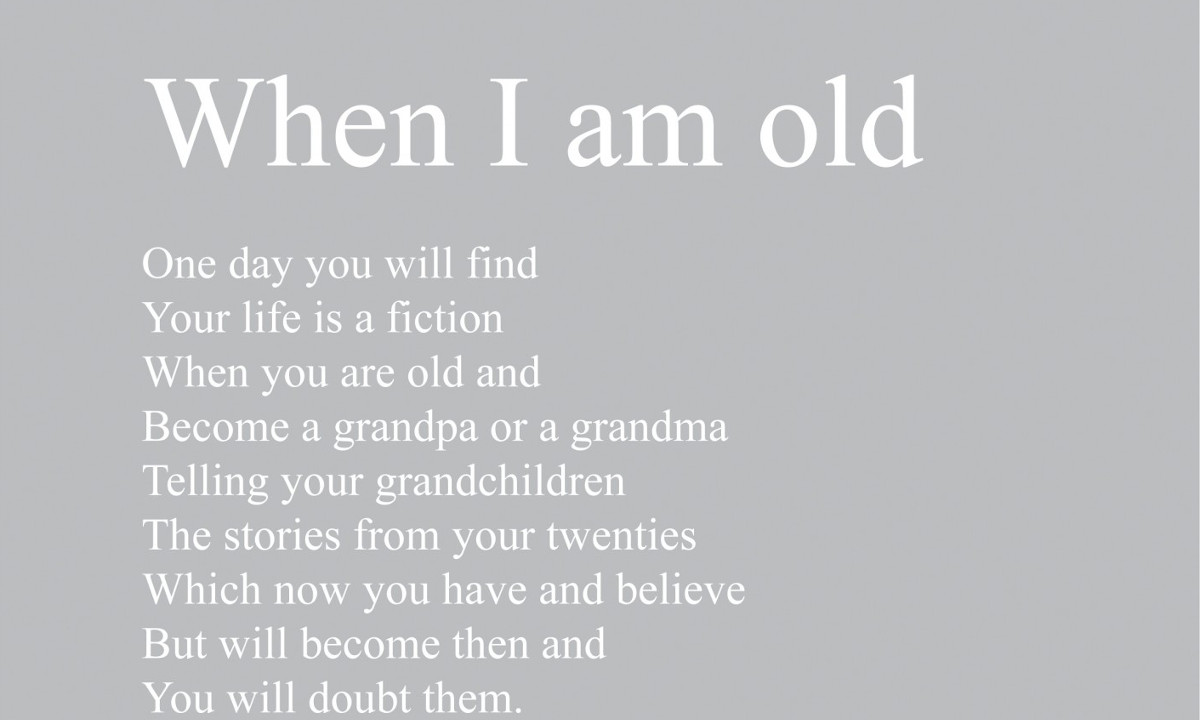 When I am old
One day you will find
Your life is a fiction
When you are old and
Become a grandpa or a grandma
Telling your grandchildren
The stories from your twenties
Which now you have and believe
But will become then and
You will doubt them.